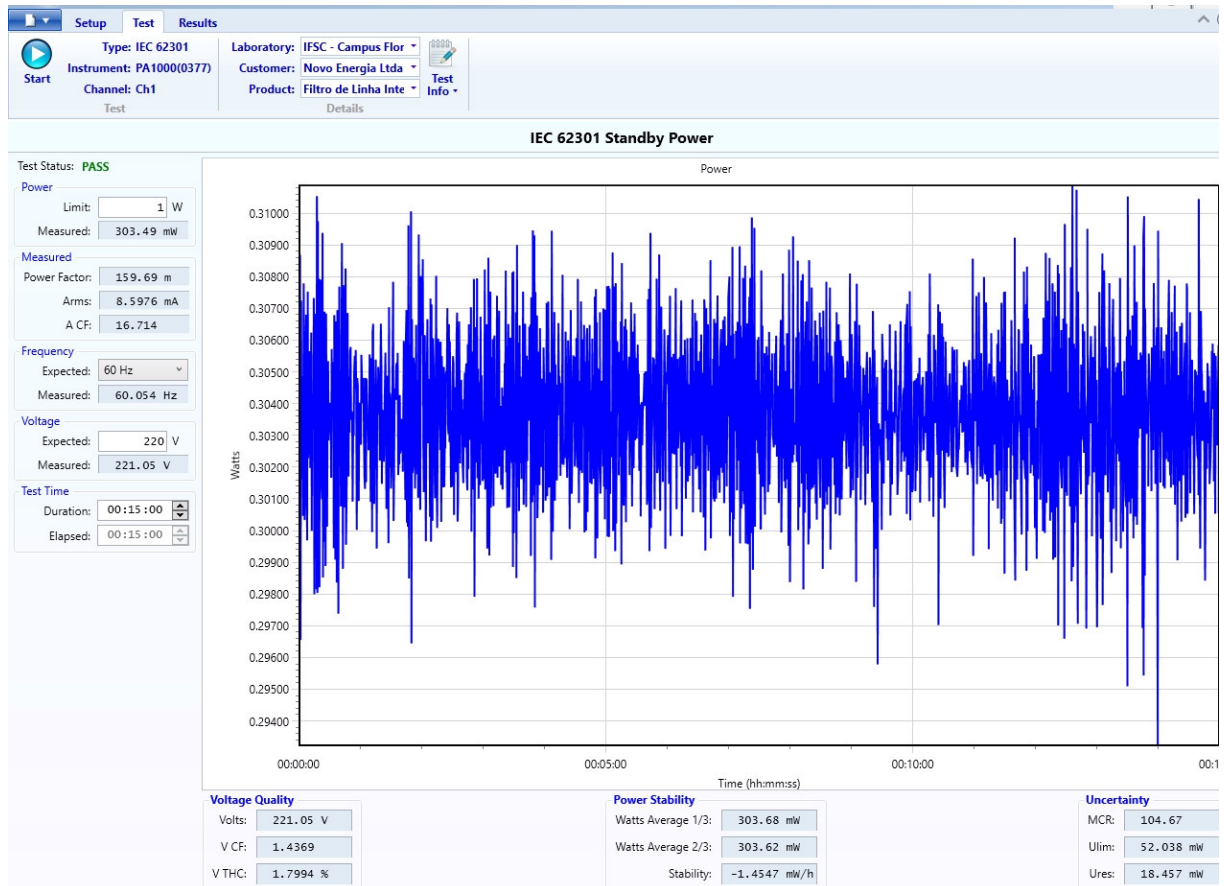 Setup Test Results
Start
Type: IEC 62301
Instrument: PA1000(0377)
Channel: Ch1
Test
Laboratory: IFSC - Campus Flor
Customer: Novo Energia Ltda
Product: Filtro de Linha Inte
Test Info
Details
IEC 62301 Standby Power
Test Status: PASS
Power
Limit: 1 W
Measured: 303.49 mW
Measured
Power Factor: 159.69 m
Arms: 8.5976 mA
A CF: 16.714
Frequency
Expected: 60 Hz
Measured: 60.054 Hz
Voltage
Expected: 220 V
Measured: 221.05 V
Test Time
Duration: 00:15:00
Elapsed: 00:15:00
Power
Watts
0.31000
0.30900
0.30800
0.30700
0.30600
0.30500
0.30400
0.30300
0.30200
0.30100
0.30000
0.29900
0.29800
0.29700
0.29600
0.29500
0.29400
00:00:00 00:05:00 00:10:00 00:1
Time (hh:mm:ss)
Voltage Quality
Volts: 221.05 V
V CF: 1.4369
V THC: 1.7994 %
Power Stability
Watts Average 1/3: 303.68 mW
Watts Average 2/3: 303.62 mW
Stability: -1.4547 mW/h
Uncertainty
MCR: 104.67
Ulim: 52.038 mW
Ures: 18.457 mW